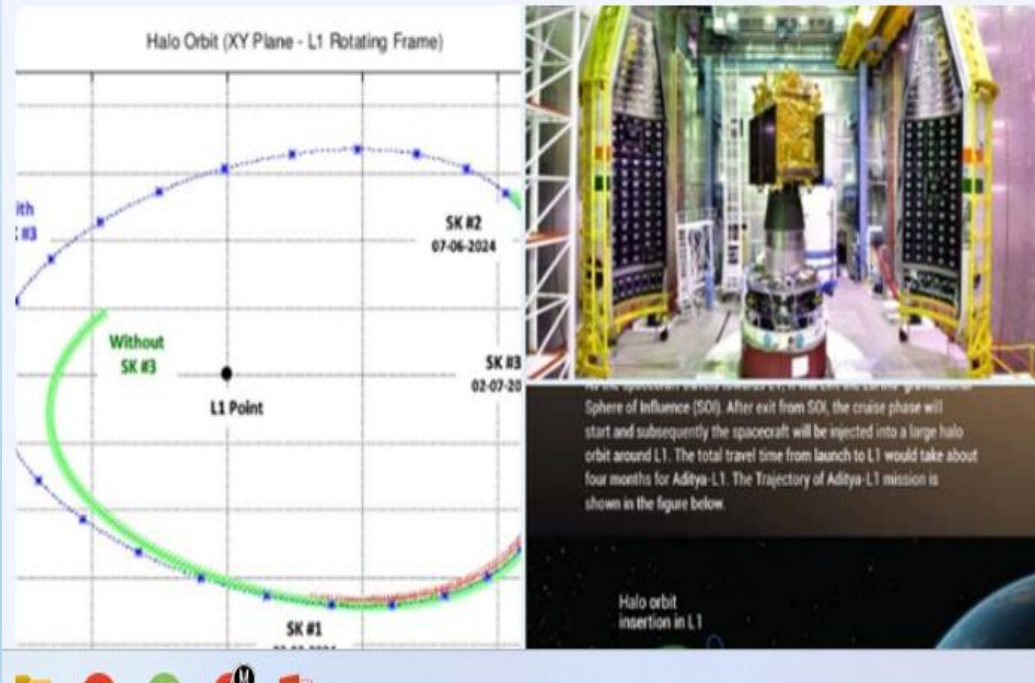 Halo Orbit (XY Plane - L1 Rotating Frame)
ith
#3
SK #2
07-06-2024
Without
SK #3
SK #3
02-07-20
L1 Point
SK #1
Sphere of Influence (SOI). After exit from SOI, the cruise phase will
start and subsequently the spacecraft will be injected into a large halo
orbit around L1. The total travel time from launch to L1 would take about
four months for Aditya-L1. The Trajectory of Aditya-L1 mission is
shown in the figure below.
Halo orbit
insertion in L1